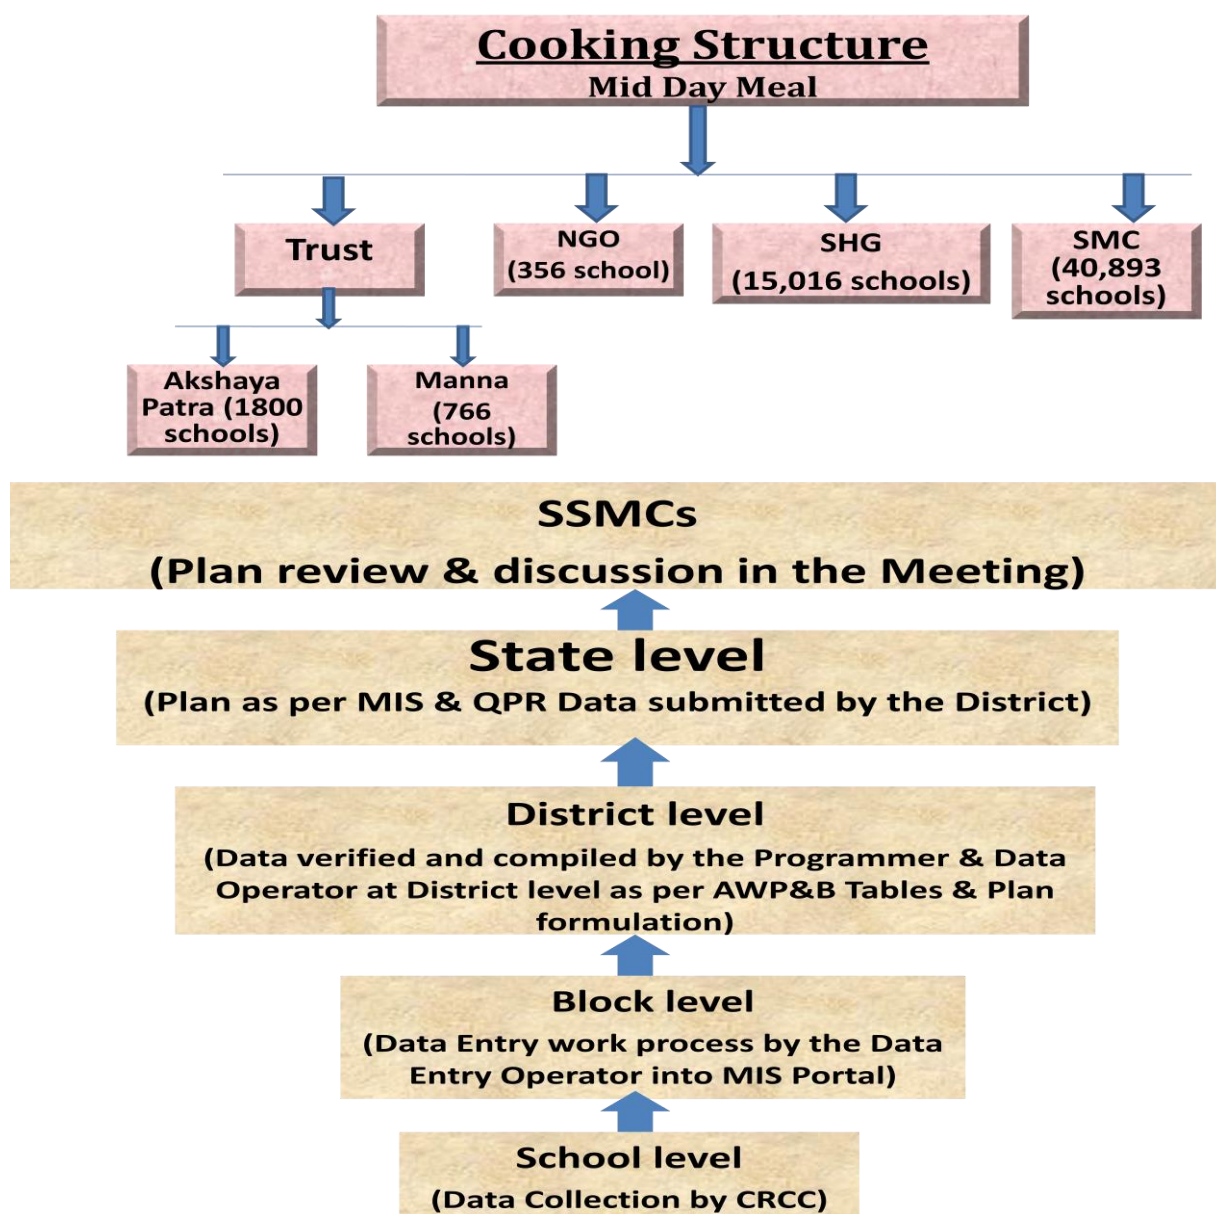 Cooking Structure
Mid Day Meal
Trust
NGO
(356 school)
SHG
(15,016 schools)
SMC
(40,893
schools)
Akshaya
Patra (1800
schools)
Manna
(766
schools)
SSMCs
(Plan review & discussion in the Meeting)
State level
(Plan as per MIS & QPR Data submitted by the District)
District level
(Data verified and compiled by the Programmer & Data
Operator at District level as per AWP&B Tables & Plan
formulation)
Block level
(Data Entry work process by the Data
Entry Operator into MIS Portal)
School level
(Data Collection by CRCC)